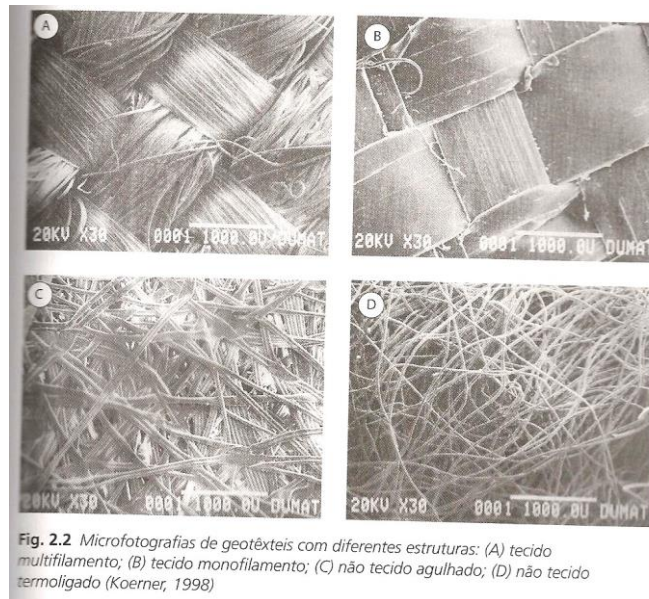 A
B
20KV X30 0001 1000.0U DUMAT
20KV X30 0001 1000.0U DUMAT
C
D
20KV X30 0001 1000.0U DUMAT
20KV X30 0001 1000.0U DUMAT
Fig. 2.2 Microfotografias de geotêxteis com diferentes estruturas: (A) tecido
multifilamento; (B) tecido monofilamento; (C) não tecido agulhado; (D) não tecido
termoligado (Koerner, 1998)